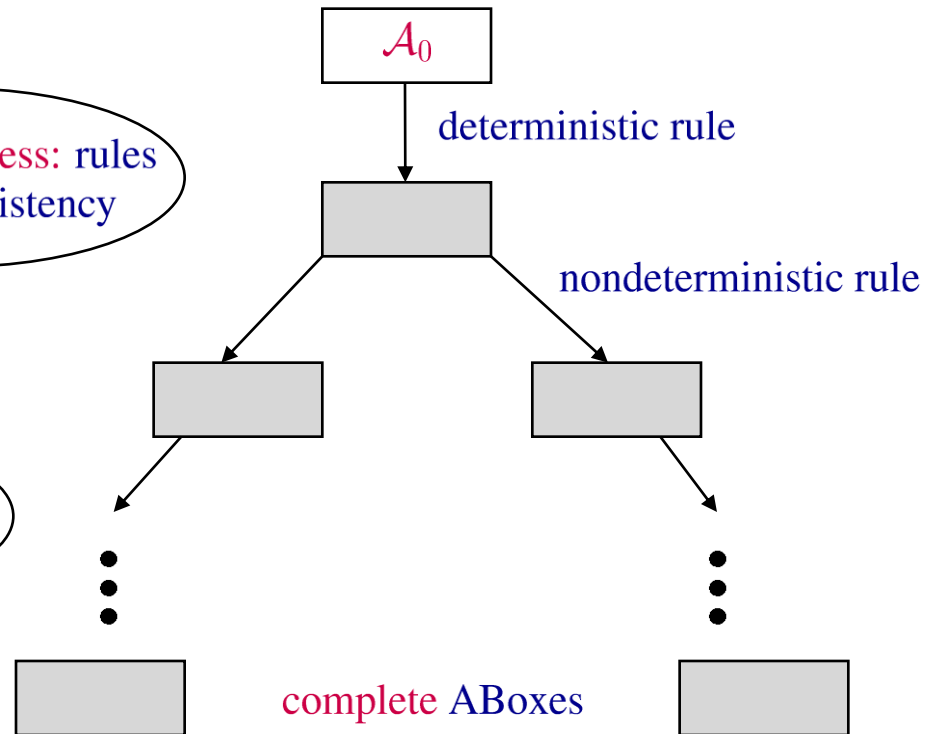 𝒜₀
deterministic rule
ess: rules
istency
nondeterministic rule
complete ABoxes